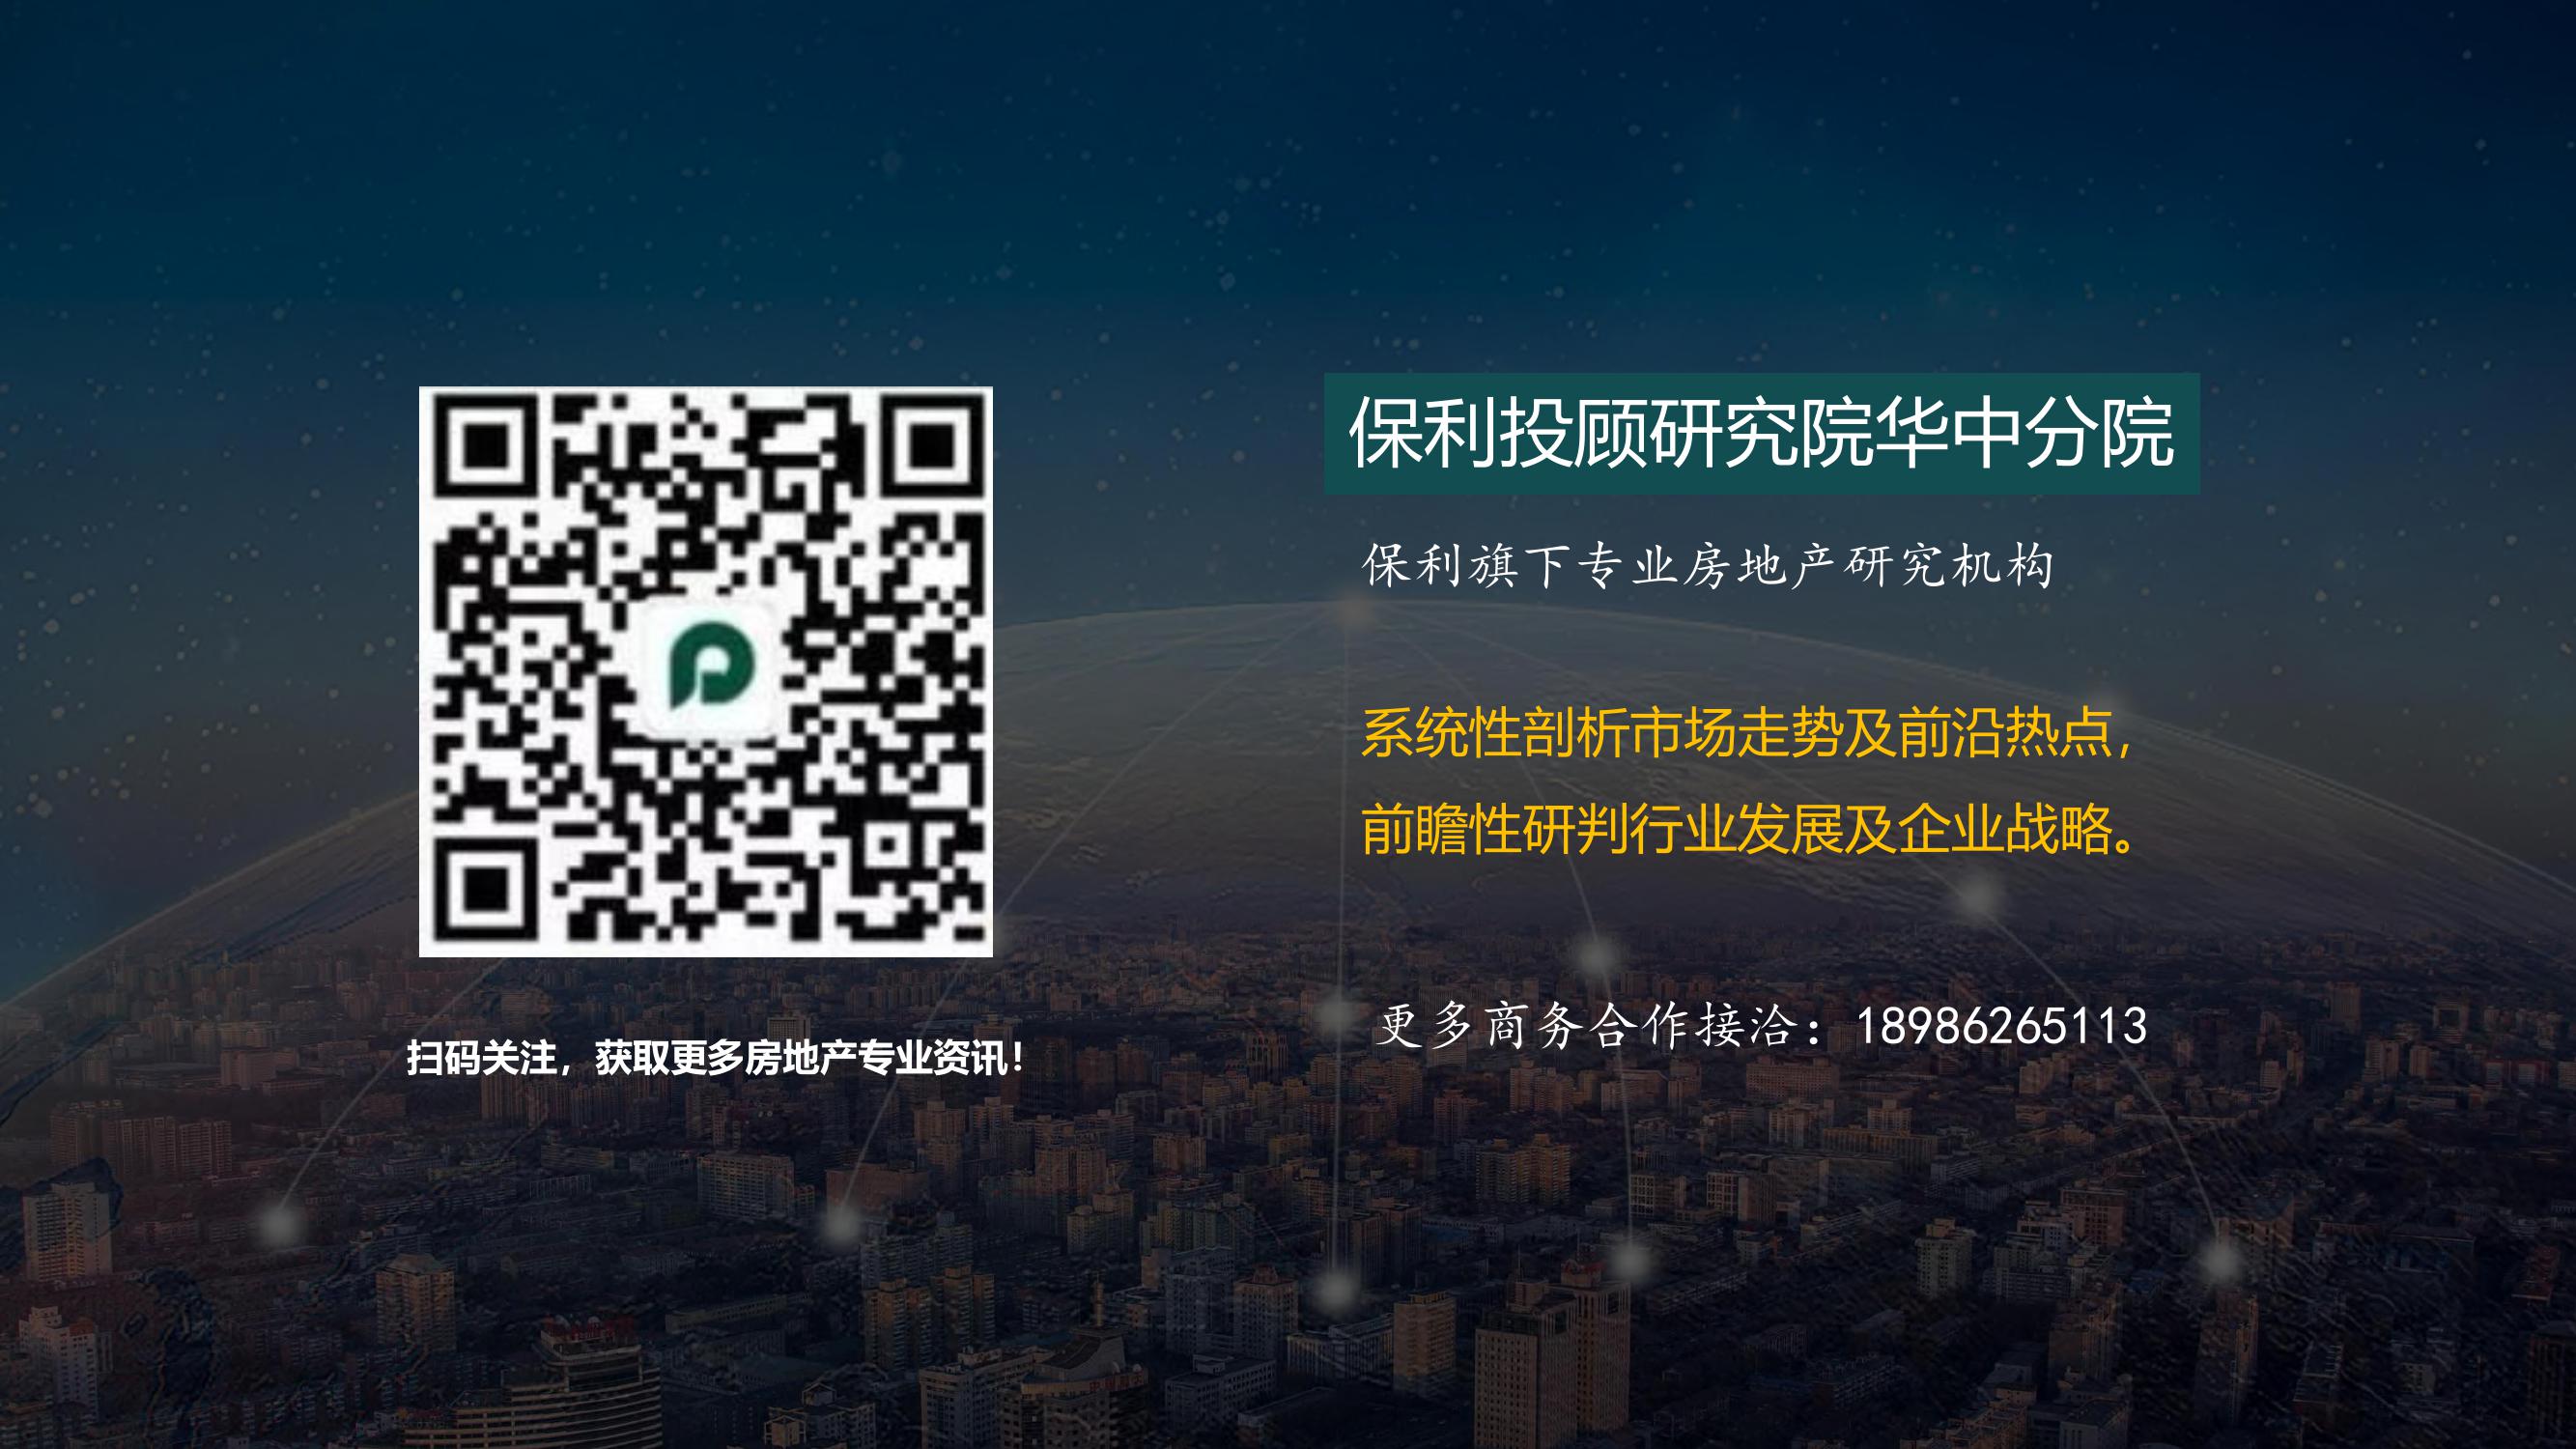 保利投顾研究院华中分院
保利旗下专业房地产研究机构
系统性剖析市场走势及前沿热点，
前瞻性研判行业发展及企业战略。
更多商务合作接洽：18986265113
扫码关注，获取更多房地产专业资讯！